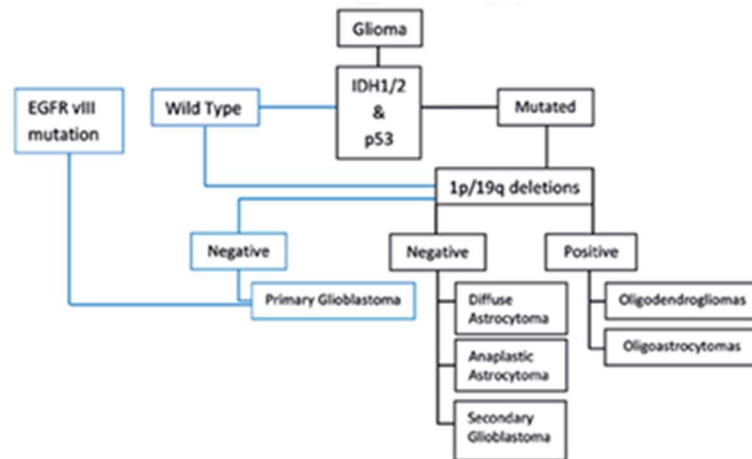 Glioma
EGFR vIII
mutation
Wild Type
IDH1/2
&
p53
Mutated
1p/19q deletions
Negative
Negative
Positive
Primary Glioblastoma
Diffuse
Astrocytoma
Anaplastic
Astrocytoma
Secondary
Glioblastoma
Oligodendrogliomas
Oligoastrocytomas